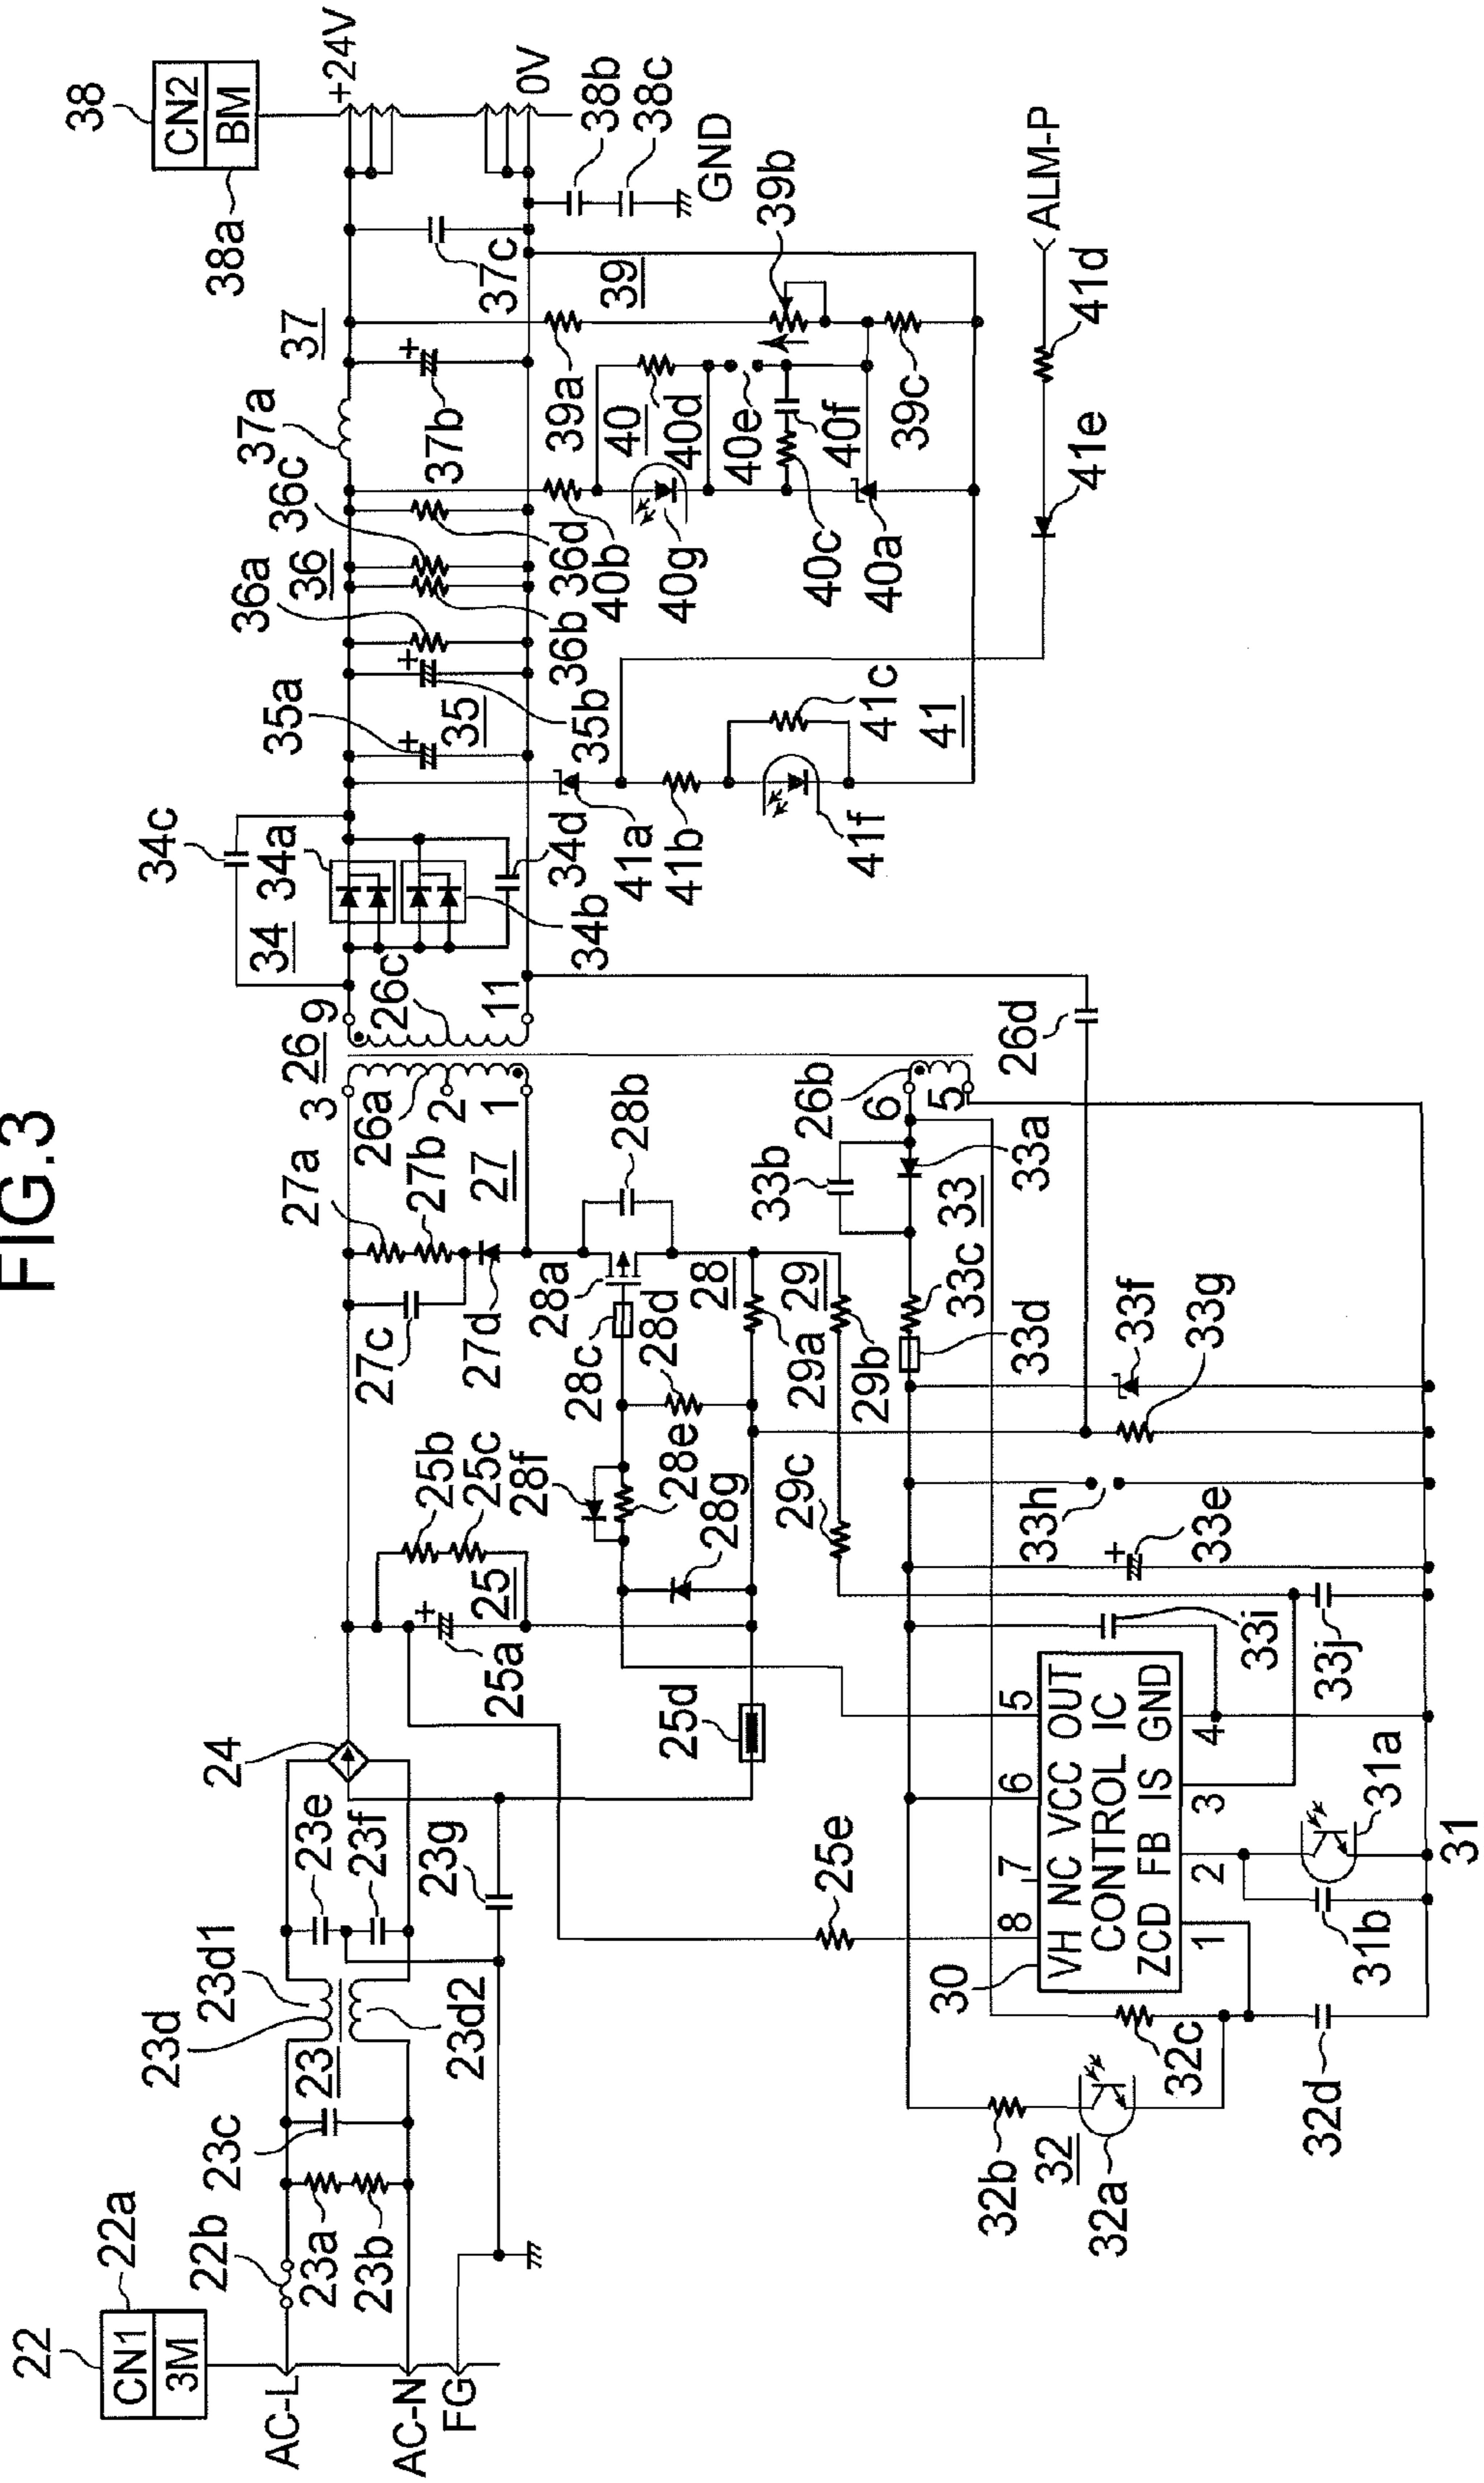 FIG.3
22
22a
CN1
3M
22b
AC-L
AC-N
FG
23a
23b
23c
23
23d
23d1
23d2
23e
23f
23g
24
25a
25
25b
25c
25d
25e
26
26a
26b
26c
26d
3
2
1
9
11
6
5
27
27a
27b
27c
27d
28
28a
28b
28c
28d
28e
28f
28g
29
29a
29b
29c
30
8
7
6
5
VH NC VCC OUT
CONTROL IC
ZCD FB IS GND
1
2
3
4
31
31a
31b
32
32a
32b
32c
32d
33
33a
33b
33c
33d
33e
+
33f
33g
33h
33i
33j
34
34a
34b
34c
34d
35
35a
35b
36
36a
36b
36c
36d
37
37a
37b
37c
38
CN2
BM
38a
+24V
0V
38b
38c
GND
39
39a
39b
39c
40
40a
40b
40c
40d
40e
40f
40g
41
41a
41b
41c
41d
41e
41f
ALM-P
+
+
+
+